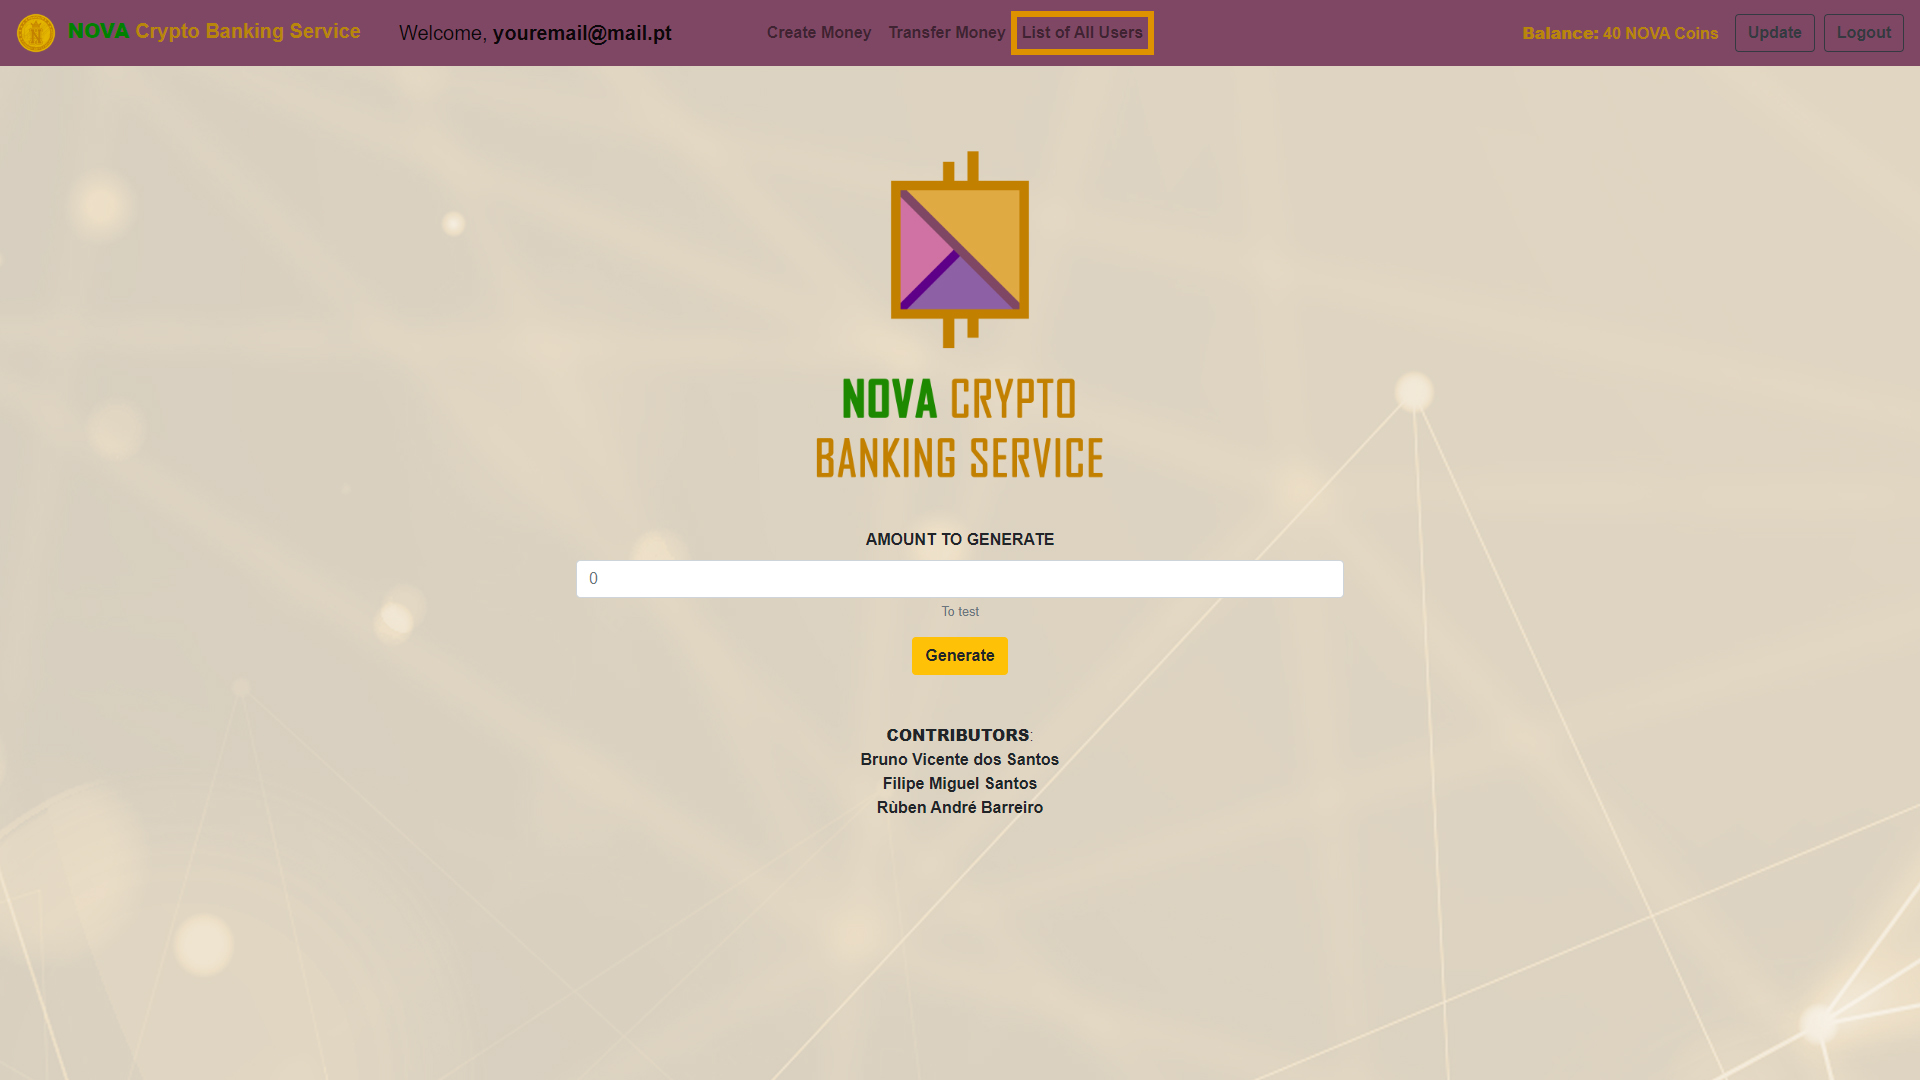 NOVA Crypto Banking Service
Welcome, youremail@mail.pt
Create Money
Transfer Money
List of All Users
Balance: 40 NOVA Coins
Update
Logout
NOVA CRYPTO
BANKING SERVICE
AMOUNT TO GENERATE
0
To test
Generate
CONTRIBUTORS:
Bruno Vicente dos Santos
Filipe Miguel Santos
Rùben André Barreiro